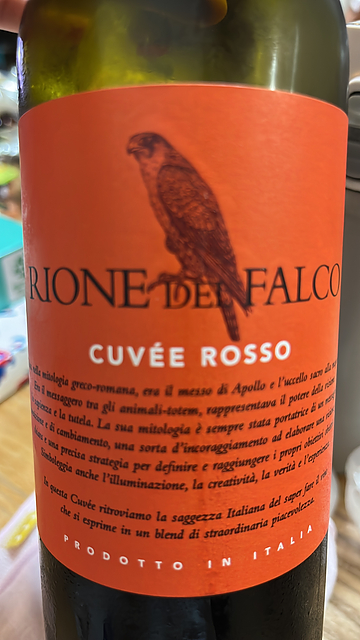 RIONE DEL FALCO
CUVÉE ROSSO
nella mitologia greco-romana, era il messo di Apollo e l'uccello sacro alla
Era il messaggero tra gli animali-totem, rappresentava il potere della
e la tutela. La sua mitologia è sempre stata portatrice di un
e di cambiamento, una sorta d'incoraggiamento ad elaborare una
e una precisa strategia per definire e raggiungere i propri obiettivi.
Simboleggia anche l'illuminazione, la creatività, la verità e l'esperienza.
In questa Cuvée ritroviamo la saggezza Italiana del saper fare il vino
che si esprime in un blend di straordinaria piacevolezza.
PRODOTTO IN ITALIA